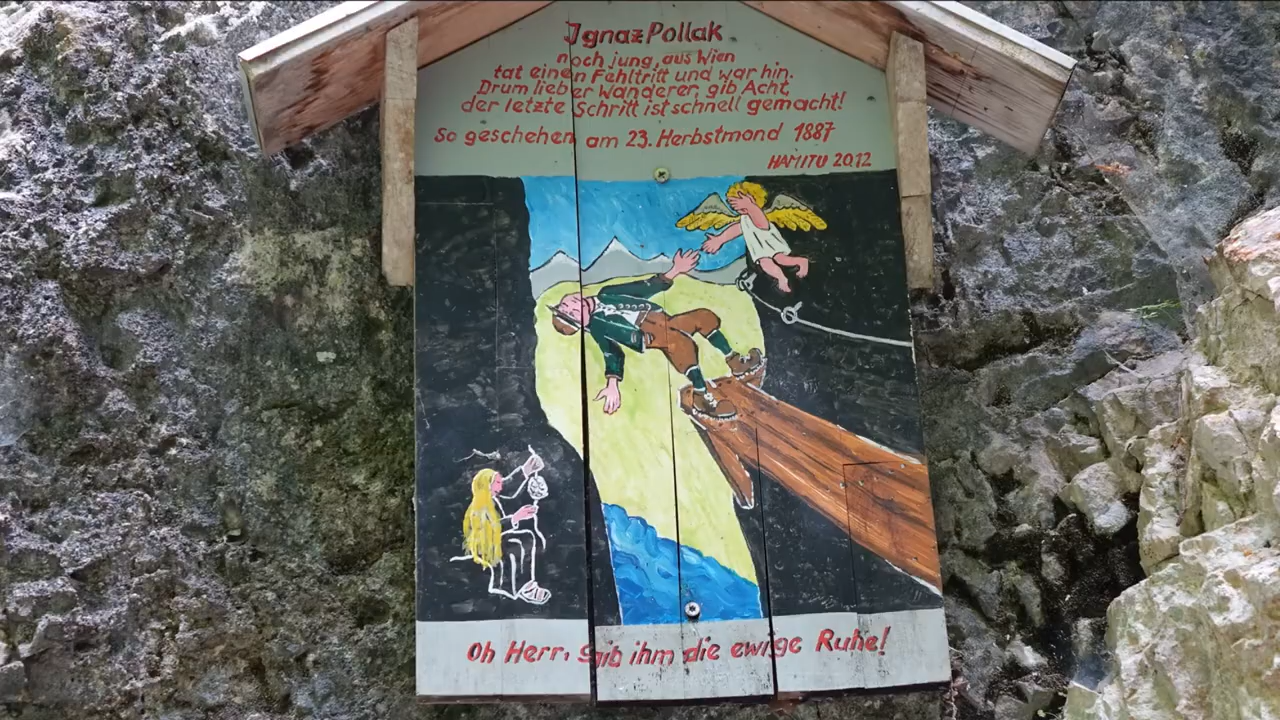 Ignaz Pollak
noch jung, aus Wien
tat einen Fehltritt und war hin.
Drum lieber Wanderer, gib Acht,
der letzte Schritt ist schnell gemacht!
So geschehen am 23. Herbstmond 1887
HAMITU 2012
Oh Herr, gib ihm die ewige Ruhe!